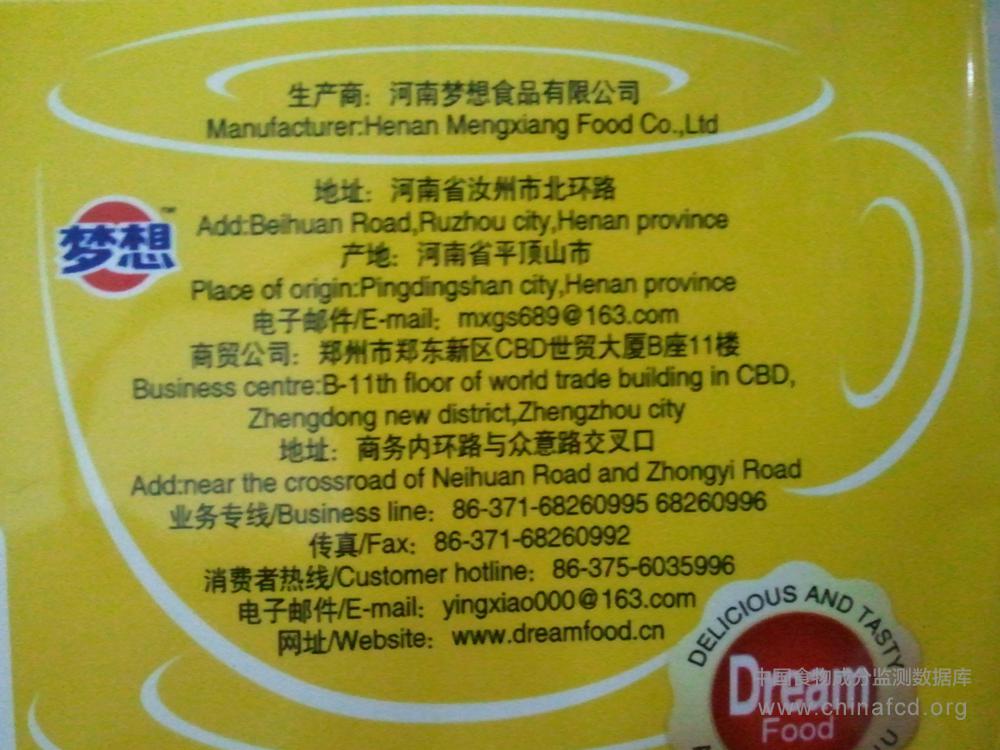 生产商：河南梦想食品有限公司
Manufacturer:Henan Mengxiang Food Co.,Ltd
地址：河南省汝州市北环路
Add:Beihuan Road,Ruzhou city,Henan province
梦想™
产地：河南省平顶山市
Place of origin:Pingdingshan city,Henan province
电子邮件/E-mail：mxgs689@163.com
商贸公司：郑州市郑东新区CBD世贸大厦B座11楼
Business centre:B-11th floor of world trade building in CBD,
Zhengdong new district,Zhengzhou city
地址：商务内环路与众意路交叉口
Add:near the crossroad of Neihuan Road and Zhongyi Road
业务专线/Business line：86-371-68260995 68260996
传真/Fax：86-371-68260992
消费者热线/Customer hotline：86-375-6035996
电子邮件/E-mail：yingxiao000@163.com
网址/Website：www.dreamfood.cn
DELICIOUS AND TASTY
Dream
Food
中国食物成分监测数据库
www.chinafcd.org